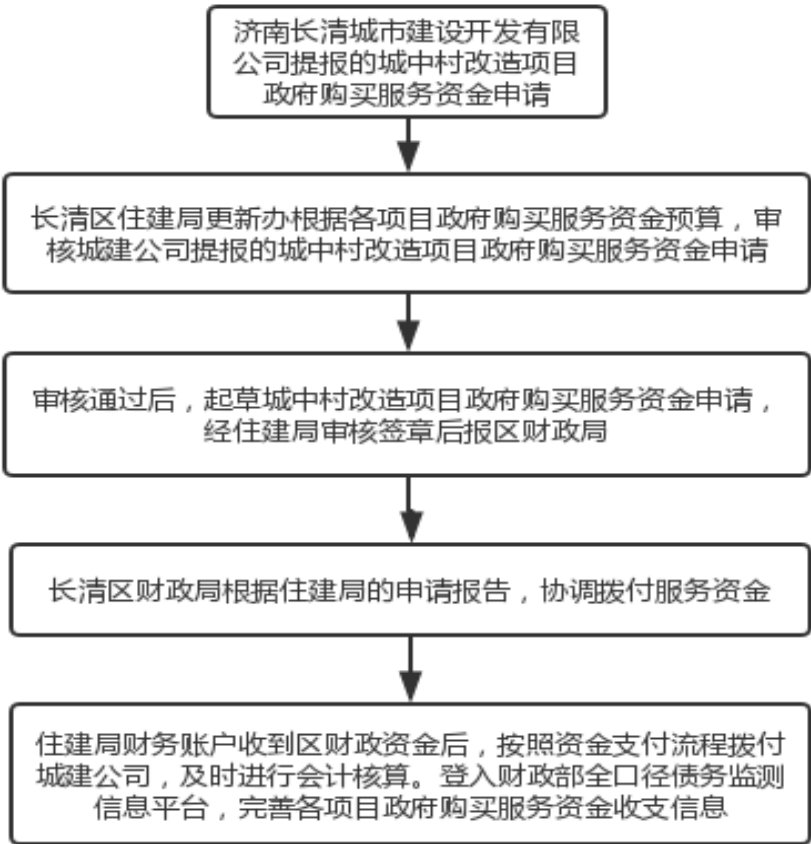 济南长清城市建设开发有限
公司提报的城中村改造项目
政府购买服务资金申请
长清区住建局更新办根据各项目政府购买服务资金预算，审
核城建公司提报的城中村改造项目政府购买服务资金申请
审核通过后，起草城中村改造项目政府购买服务资金申请，
经住建局审核签章后报区财政局
长清区财政局根据住建局的申请报告，协调拨付服务资金
住建局财务账户收到区财政资金后，按照资金支付流程拨付
城建公司，及时进行会计核算。登入财政部全口径债务监测
信息平台，完善各项目政府购买服务资金收支信息